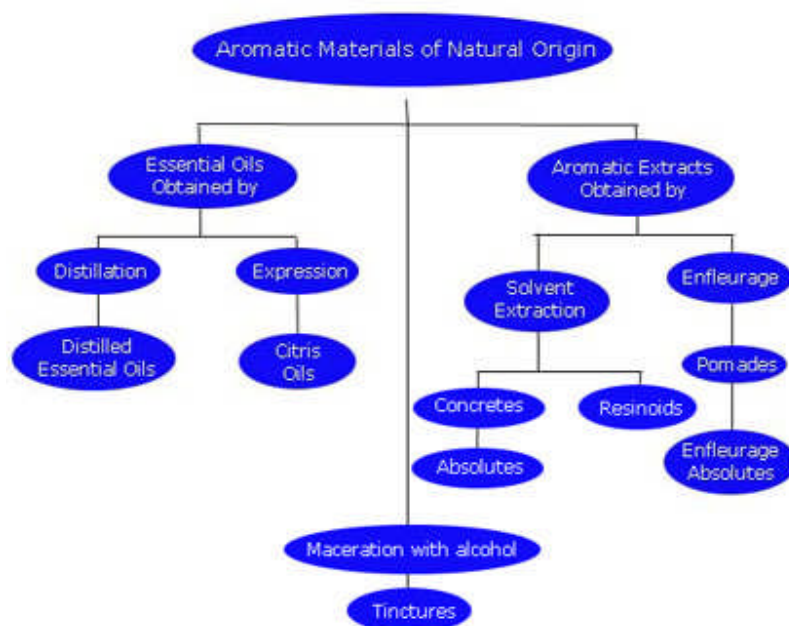 Aromatic Materials of Natural Origin
Essential Oils
Obtained by
Aromatic Extracts
Obtained by
Distillation
Expression
Solvent
Extraction
Enfleurage
Distilled
Essential Oils
Citris
Oils
Pomades
Concretes
Resinoids
Absolutes
Enfleurage
Absolutes
Maceration with alcohol
Tinctures